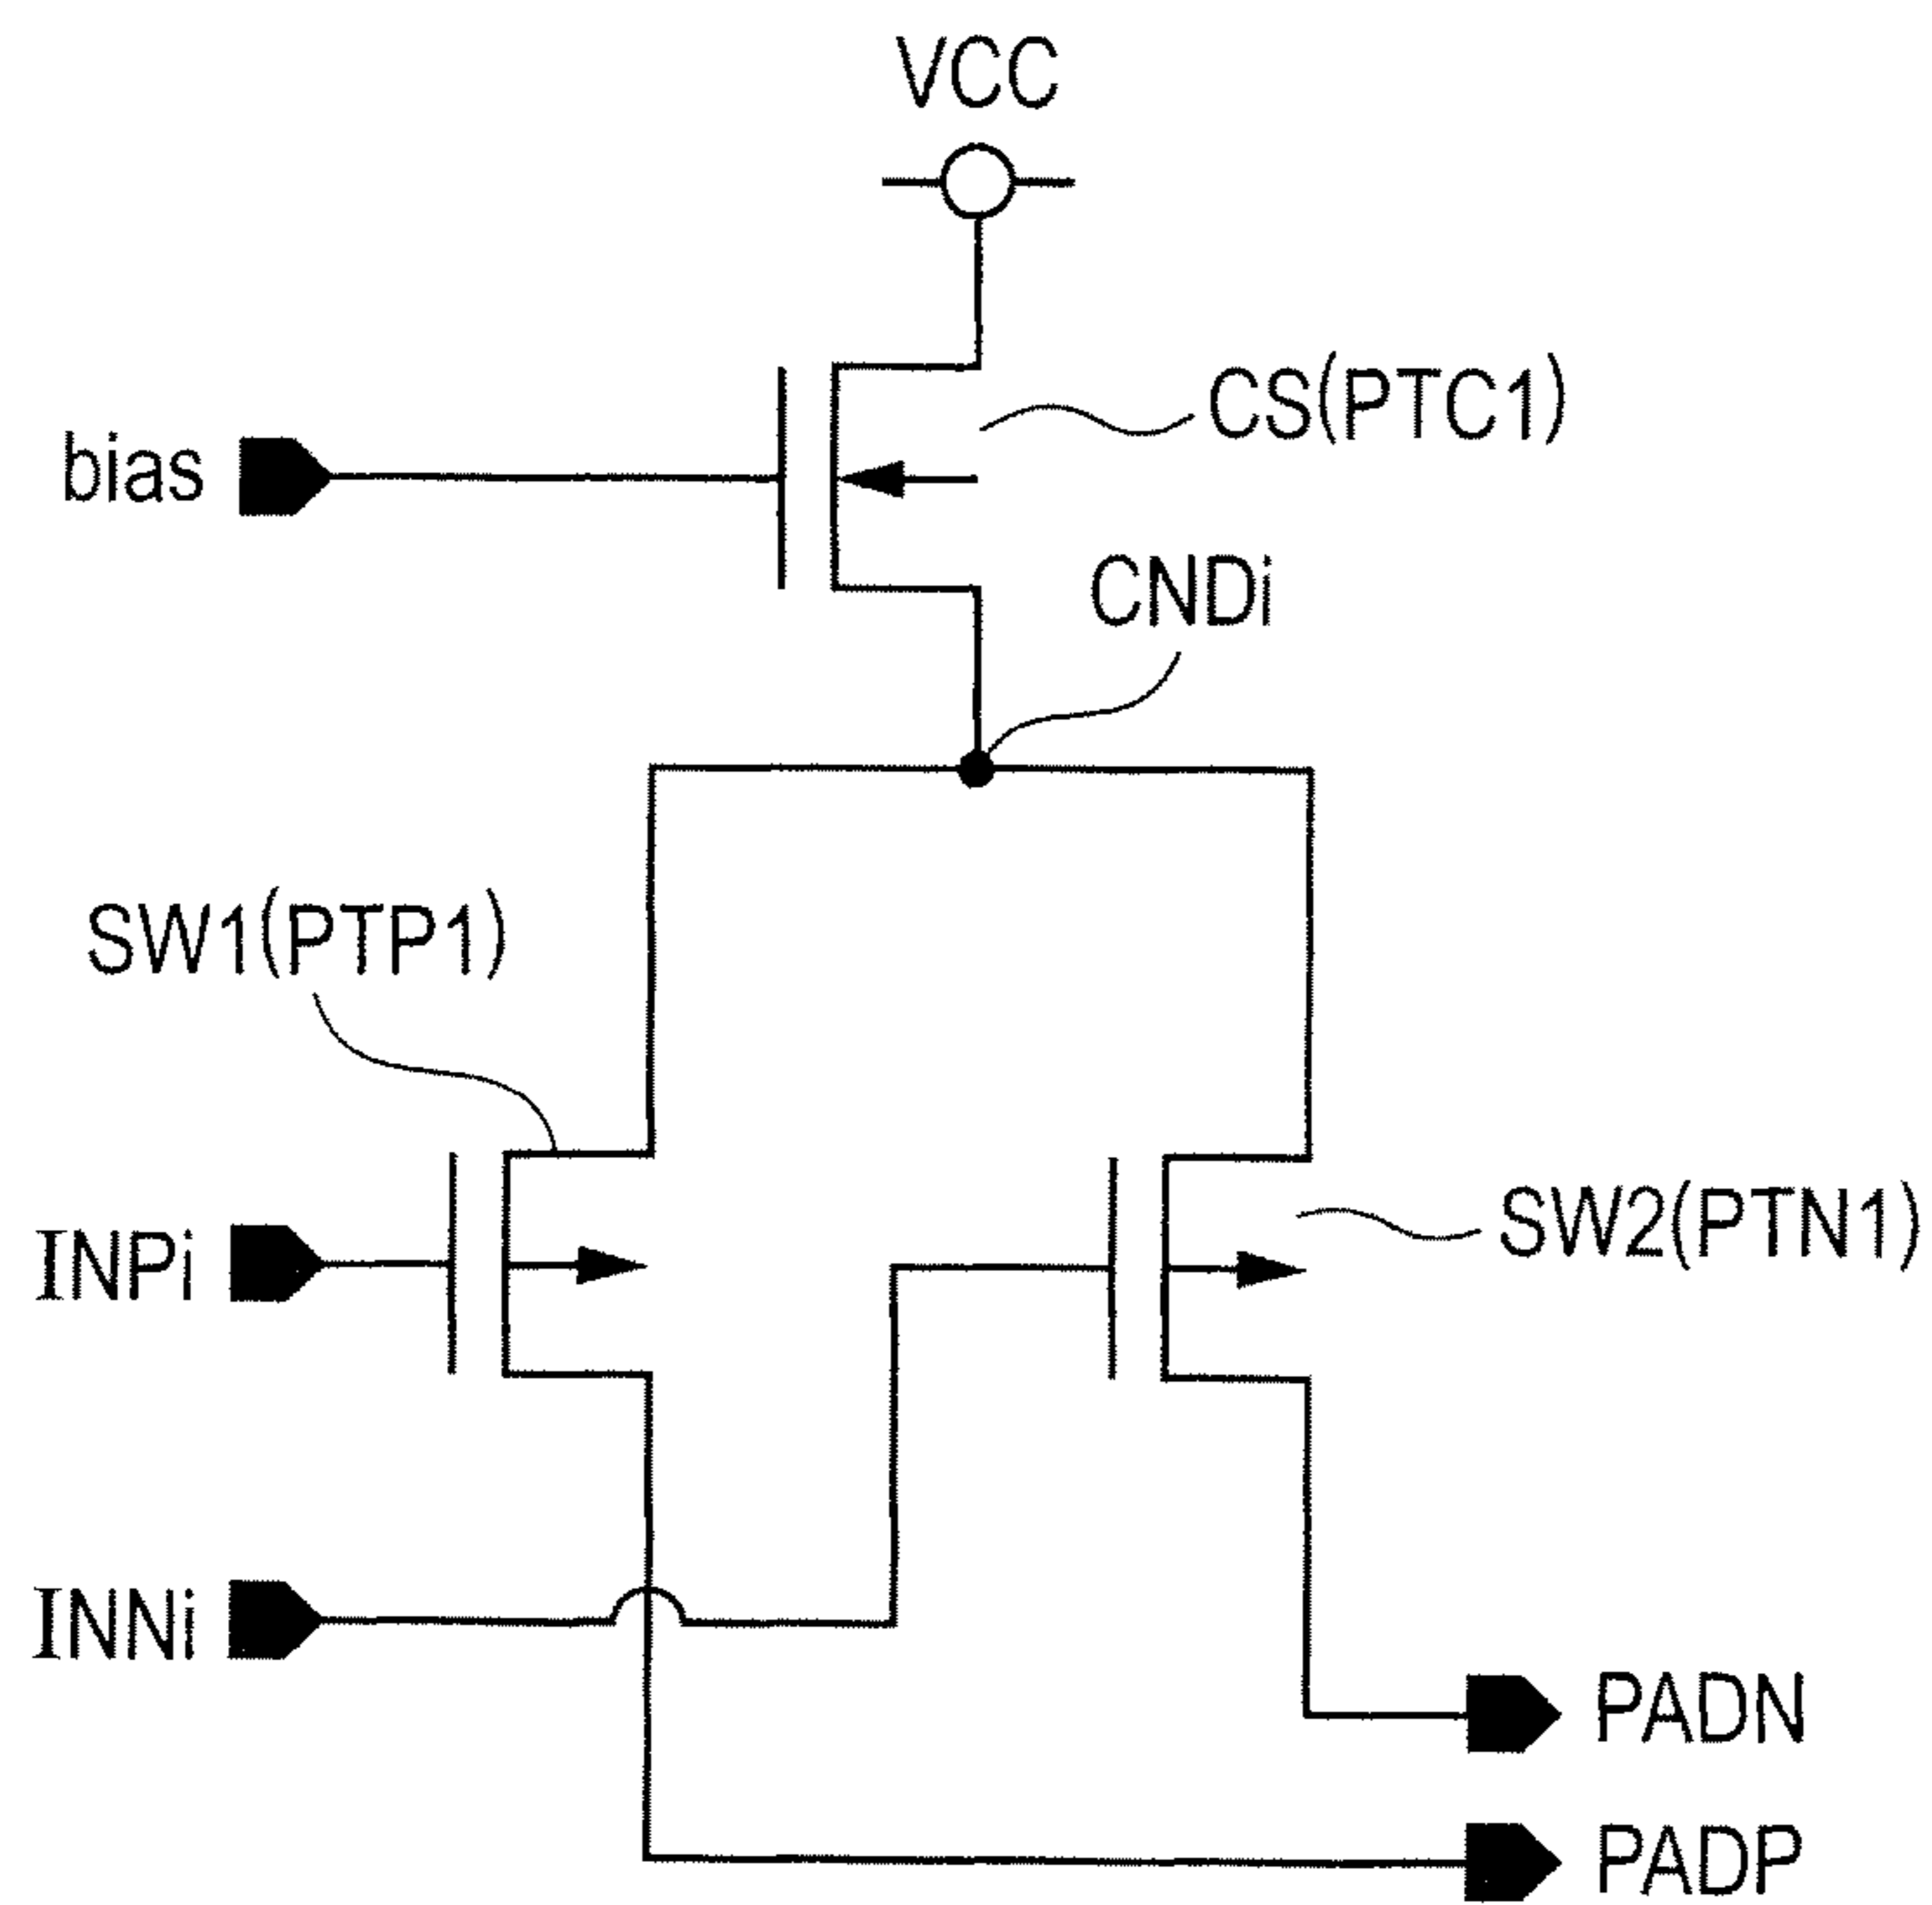 VCC
CS(PTC1)
bias
CNDi
SW1(PTP1)
SW2(PTN1)
INPi
INNi
PADN
PADP